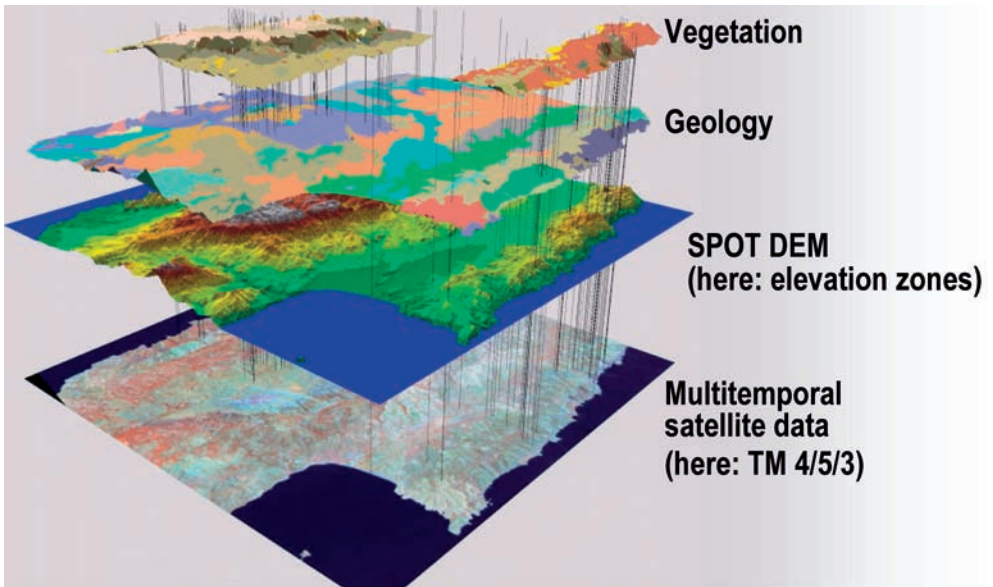 Vegetation
Geology
SPOT DEM
(here: elevation zones)
Multitemporal
satellite data
(here: TM 4/5/3)